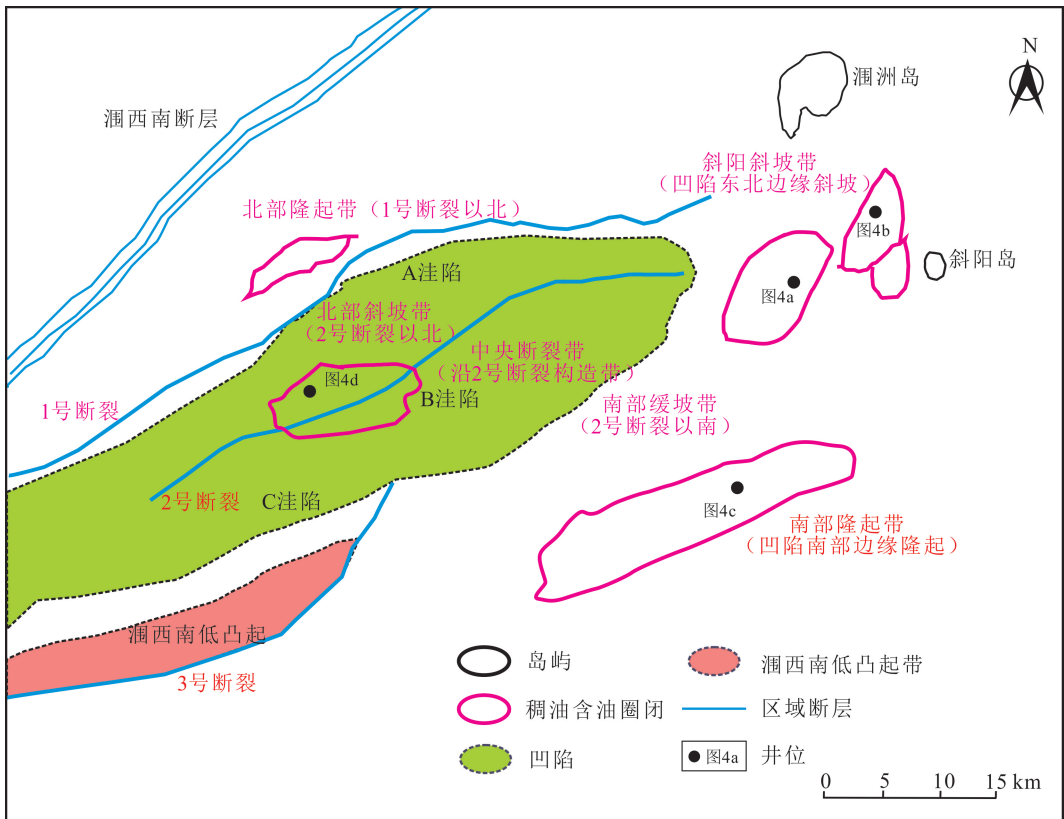 N
涠洲岛
涠西南断层
斜阳斜坡带
（凹陷东北边缘斜坡）
北部隆起带（1号断裂以北）
图4b
斜阳岛
A洼陷
图4a
北部斜坡带
（2号断裂以北）
中央断裂带
（沿2号断裂构造带）
图4d
B洼陷
1号断裂
南部缓坡带
（2号断裂以南）
2号断裂
C洼陷
图4c
南部隆起带
（凹陷南部边缘隆起）
涠西南低凸起
3号断裂
岛屿
涠西南低凸起带
稠油含油圈闭
区域断层
凹陷
图4a
井位
0 5 10 15 km